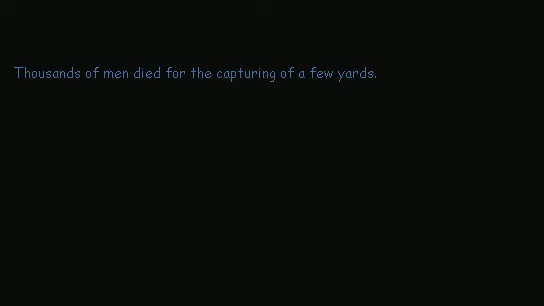 Thousands of men died for the capturing of a few yards.